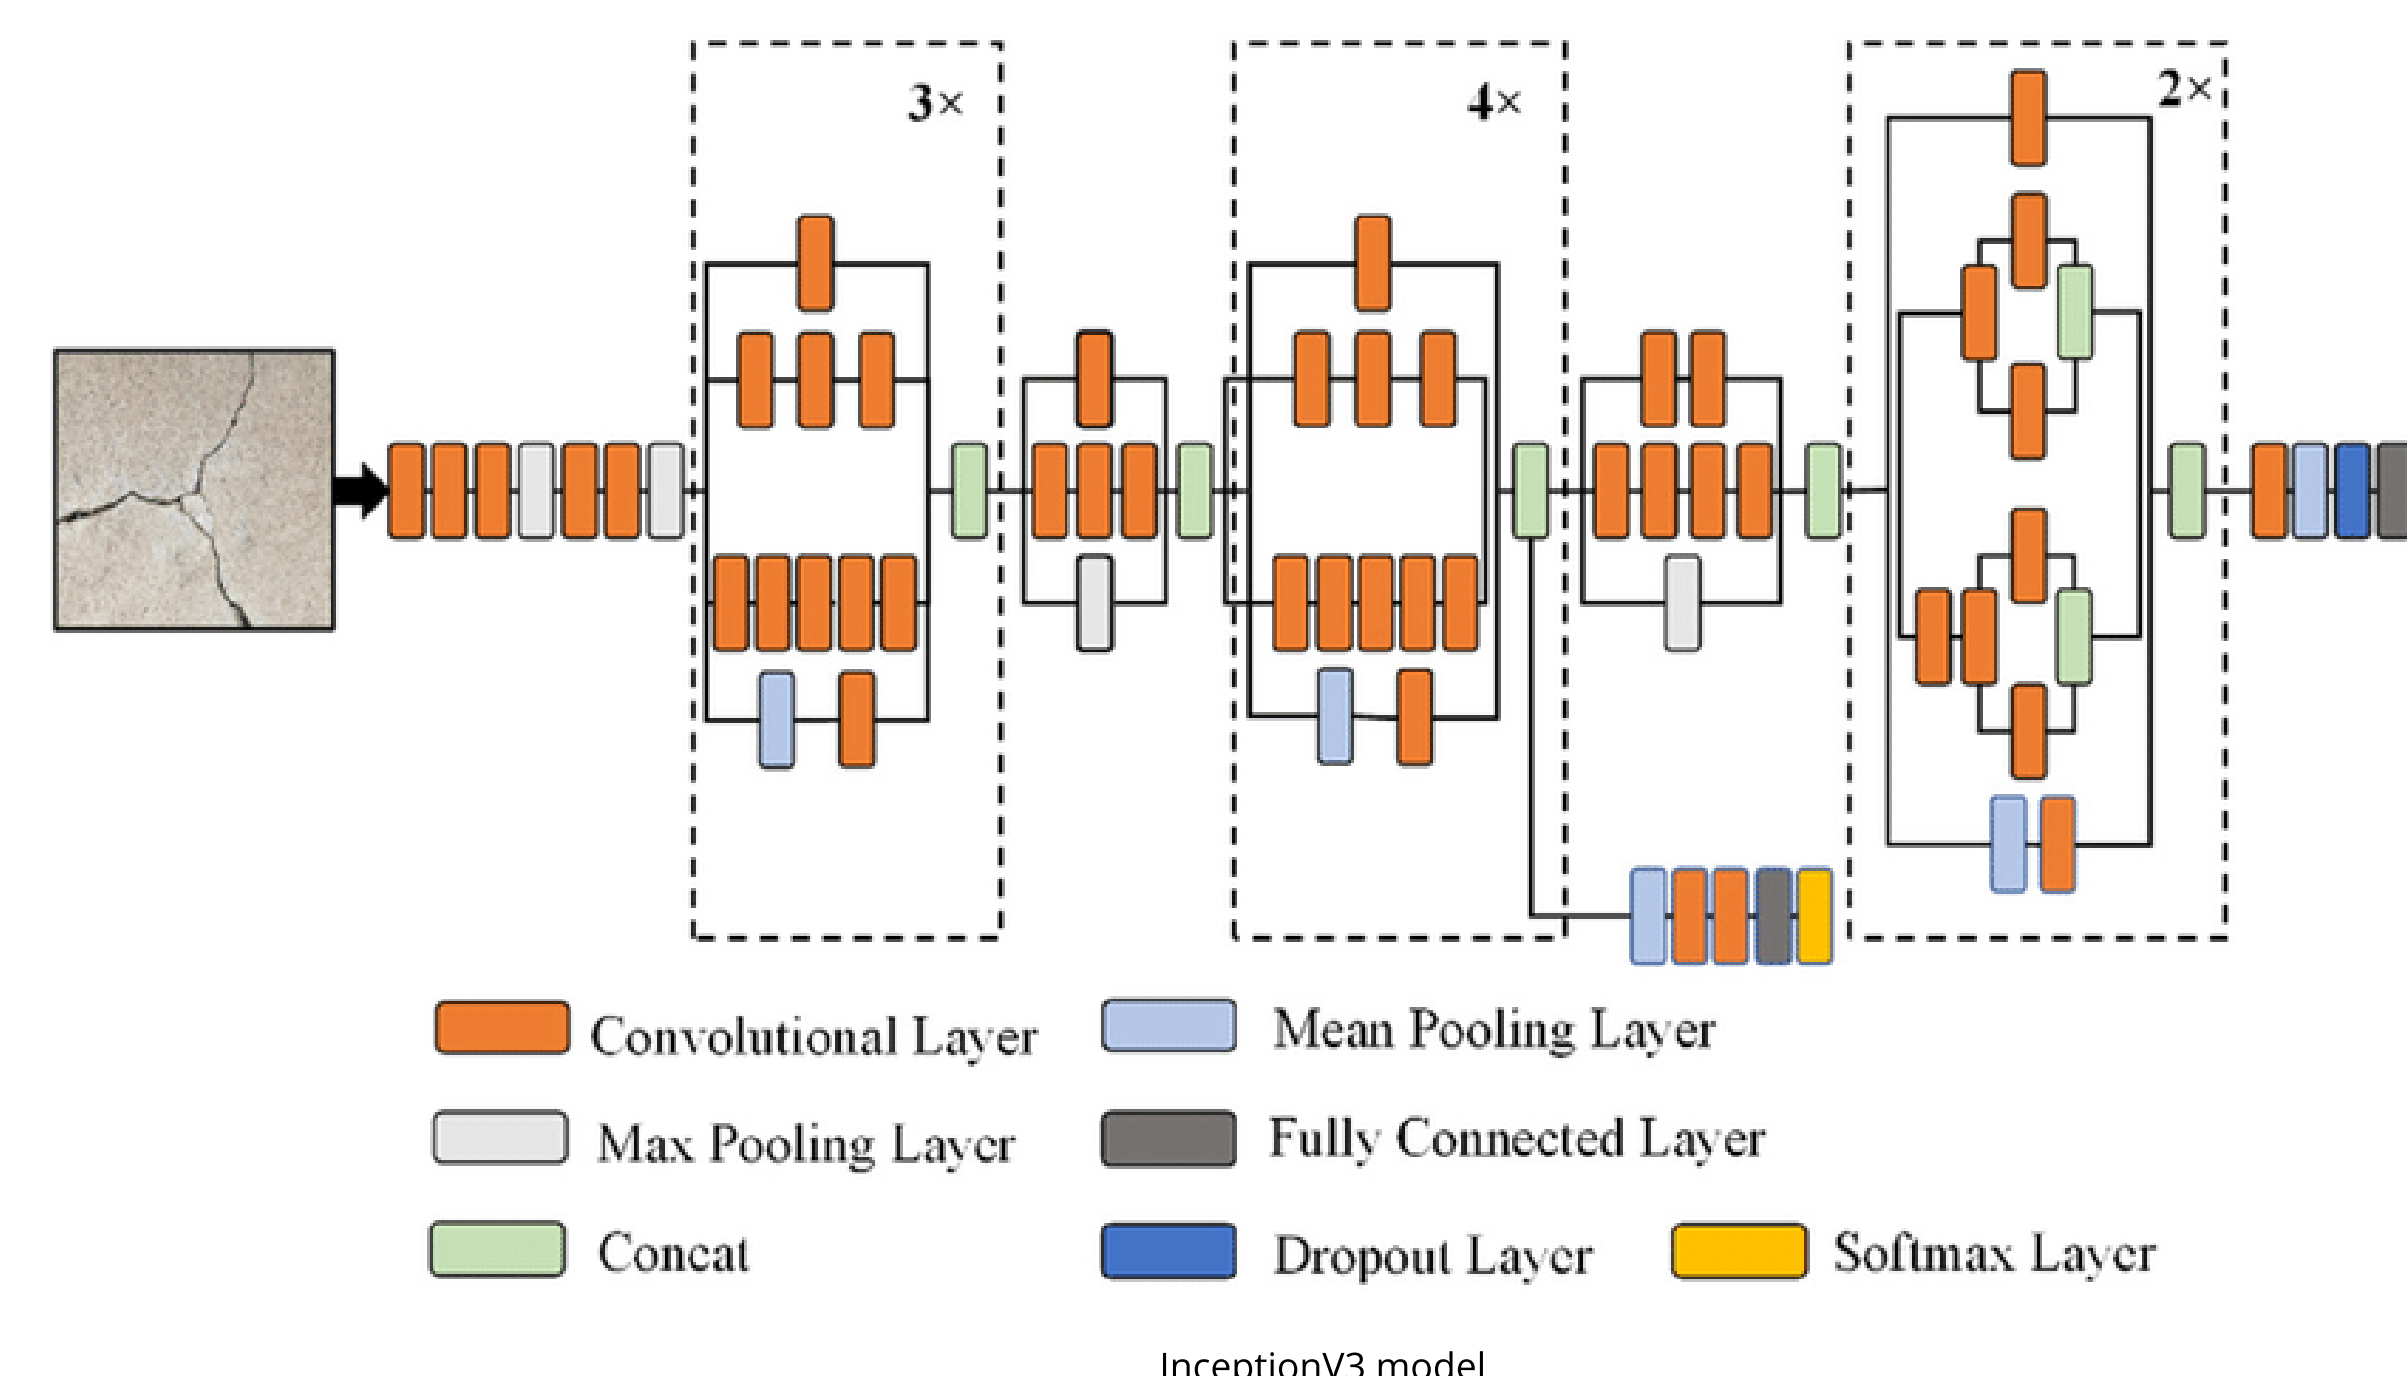 3×
4×
2×
Convolutional Layer
Mean Pooling Layer
Max Pooling Layer
Fully Connected Layer
Concat
Dropout Layer
Softmax Layer
InceptionV3 model